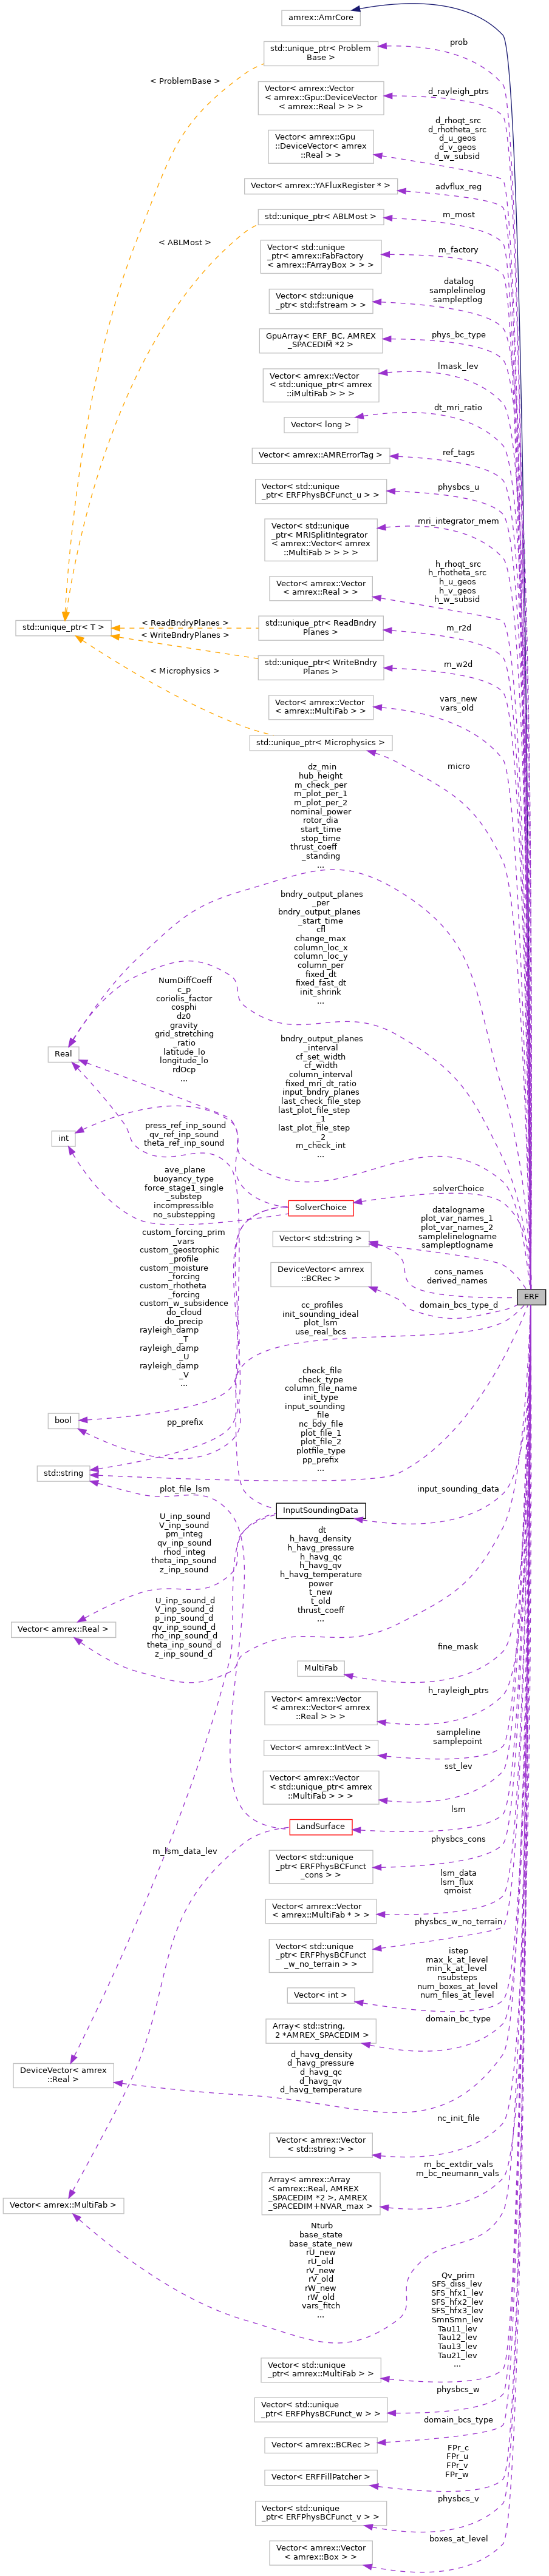 amrex::AmrCore
std::unique_ptr< Problem
Base >
prob
< ProblemBase >
Vector< amrex::Vector
< amrex::Gpu::DeviceVector
< amrex::Real > > >
d_rayleigh_ptrs
Vector< amrex::Gpu
::DeviceVector< amrex
::Real > >
d_rhoqt_src
d_rhotheta_src
d_u_geos
d_v_geos
d_w_subsid
Vector< amrex::YAFluxRegister * >
advflux_reg
std::unique_ptr< ABLMost >
m_most
< ABLMost >
Vector< std::unique
_ptr< amrex::FabFactory
< amrex::FArrayBox > > >
m_factory
Vector< std::unique
_ptr< std::fstream > >
datalog
samplelinelog
sampleptlog
GpuArray< ERF_BC, AMREX
_SPACEDIM *2 >
phys_bc_type
Vector< amrex::Vector
< std::unique_ptr< amrex
::iMultiFab > > >
lmask_lev
Vector< long >
dt_mri_ratio
Vector< amrex::AMRErrorTag >
ref_tags
Vector< std::unique
_ptr< ERFPhysBCFunct_u > >
physbcs_u
Vector< std::unique
_ptr< MRISplitIntegrator
< amrex::Vector< amrex
::MultiFab > > > >
mri_integrator_mem
Vector< amrex::Vector
< amrex::Real > >
h_rhoqt_src
h_rhotheta_src
h_u_geos
h_v_geos
h_w_subsid
std::unique_ptr< T >
< ReadBndryPlanes >
< WriteBndryPlanes >
std::unique_ptr< ReadBndry
Planes >
m_r2d
std::unique_ptr< WriteBndry
Planes >
m_w2d
< Microphysics >
Vector< amrex::Vector
< amrex::MultiFab > >
vars_new
vars_old
std::unique_ptr< Microphysics >
micro
dz_min
hub_height
m_check_per
m_plot_per_1
m_plot_per_2
nominal_power
rotor_dia
start_time
stop_time
thrust_coeff
_standing
...
bndry_output_planes
_per
bndry_output_planes
_start_time
cfl
change_max
column_loc_x
column_loc_y
column_per
fixed_dt
fixed_fast_dt
init_shrink
...
NumDiffCoeff
c_p
coriolis_factor
cosphi
dz0
gravity
grid_stretching
_ratio
latitude_lo
longitude_lo
rdOcp
...
Real
bndry_output_planes
_interval
cf_set_width
cf_width
column_interval
fixed_mri_dt_ratio
input_bndry_planes
last_check_file_step
last_plot_file_step
_1
last_plot_file_step
_2
m_check_int
...
int
press_ref_inp_sound
qv_ref_inp_sound
theta_ref_inp_sound
ave_plane
buoyancy_type
force_stage1_single
_substep
incompressible
no_substepping
SolverChoice
solverChoice
Vector< std::string >
datalogname
plot_var_names_1
plot_var_names_2
samplelinelogname
sampleptlogname
cons_names
derived_names
DeviceVector< amrex
::BCRec >
domain_bcs_type_d
ERF
custom_forcing_prim
_vars
custom_geostrophic
_profile
custom_moisture
_forcing
custom_rhotheta
_forcing
custom_w_subsidence
do_cloud
do_precip
rayleigh_damp
_T
rayleigh_damp
_U
rayleigh_damp
_V
...
cc_profiles
init_sounding_ideal
plot_lsm
use_real_bcs
bool
pp_prefix
check_file
check_type
column_file_name
init_type
input_sounding
_file
nc_bdy_file
plot_file_1
plot_file_2
plotfile_type
pp_prefix
...
std::string
plot_file_lsm
InputSoundingData
input_sounding_data
U_inp_sound
V_inp_sound
pm_integ
qv_inp_sound
rhod_integ
theta_inp_sound
z_inp_sound
dt
h_havg_density
h_havg_pressure
h_havg_qc
h_havg_qv
h_havg_temperature
power
t_new
t_old
thrust_coeff
...
Vector< amrex::Real >
U_inp_sound_d
V_inp_sound_d
p_inp_sound_d
qv_inp_sound_d
rho_inp_sound_d
theta_inp_sound_d
z_inp_sound_d
MultiFab
fine_mask
Vector< amrex::Vector
< amrex::Vector< amrex
::Real > > >
h_rayleigh_ptrs
Vector< amrex::IntVect >
sampleline
samplepoint
Vector< amrex::Vector
< std::unique_ptr< amrex
::MultiFab > > >
sst_lev
LandSurface
lsm
m_lsm_data_lev
Vector< std::unique
_ptr< ERFPhysBCFunct
_cons > >
physbcs_cons
Vector< amrex::Vector
< amrex::MultiFab * > >
lsm_data
lsm_flux
qmoist
Vector< std::unique
_ptr< ERFPhysBCFunct
_w_no_terrain > >
physbcs_w_no_terrain
Vector< int >
istep
max_k_at_level
min_k_at_level
nsubsteps
num_boxes_at_level
num_files_at_level
Array< std::string,
2 *AMREX_SPACEDIM >
domain_bc_type
DeviceVector< amrex
::Real >
d_havg_density
d_havg_pressure
d_havg_qc
d_havg_qv
d_havg_temperature
Vector< amrex::Vector
< std::string > >
nc_init_file
Array< amrex::Array
< amrex::Real, AMREX
_SPACEDIM *2 >, AMREX
_SPACEDIM+NVAR_max >
m_bc_extdir_vals
m_bc_neumann_vals
Vector< amrex::MultiFab >
Nturb
base_state
base_state_new
rU_new
rU_old
rV_new
rV_old
rW_new
rW_old
vars_fitch
...
Vector< std::unique
_ptr< amrex::MultiFab > >
Qv_prim
SFS_diss_lev
SFS_hfx1_lev
SFS_hfx2_lev
SFS_hfx3_lev
SmnSmn_lev
Tau11_lev
Tau12_lev
Tau13_lev
Tau21_lev
...
Vector< std::unique
_ptr< ERFPhysBCFunct_w > >
physbcs_w
Vector< amrex::BCRec >
domain_bcs_type
Vector< ERFFillPatcher >
FPr_c
FPr_u
FPr_v
FPr_w
Vector< std::unique
_ptr< ERFPhysBCFunct_v > >
physbcs_v
Vector< amrex::Vector
< amrex::Box > >
boxes_at_level